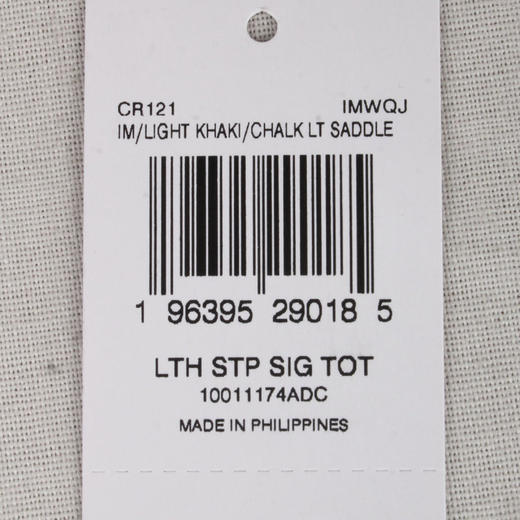 CR121 IMWQJ
IM/LIGHT KHAKI/CHALK LT SADDLE
1 96395 29018 5
LTH STP SIG TOT
10011174ADC
MADE IN PHILIPPINES